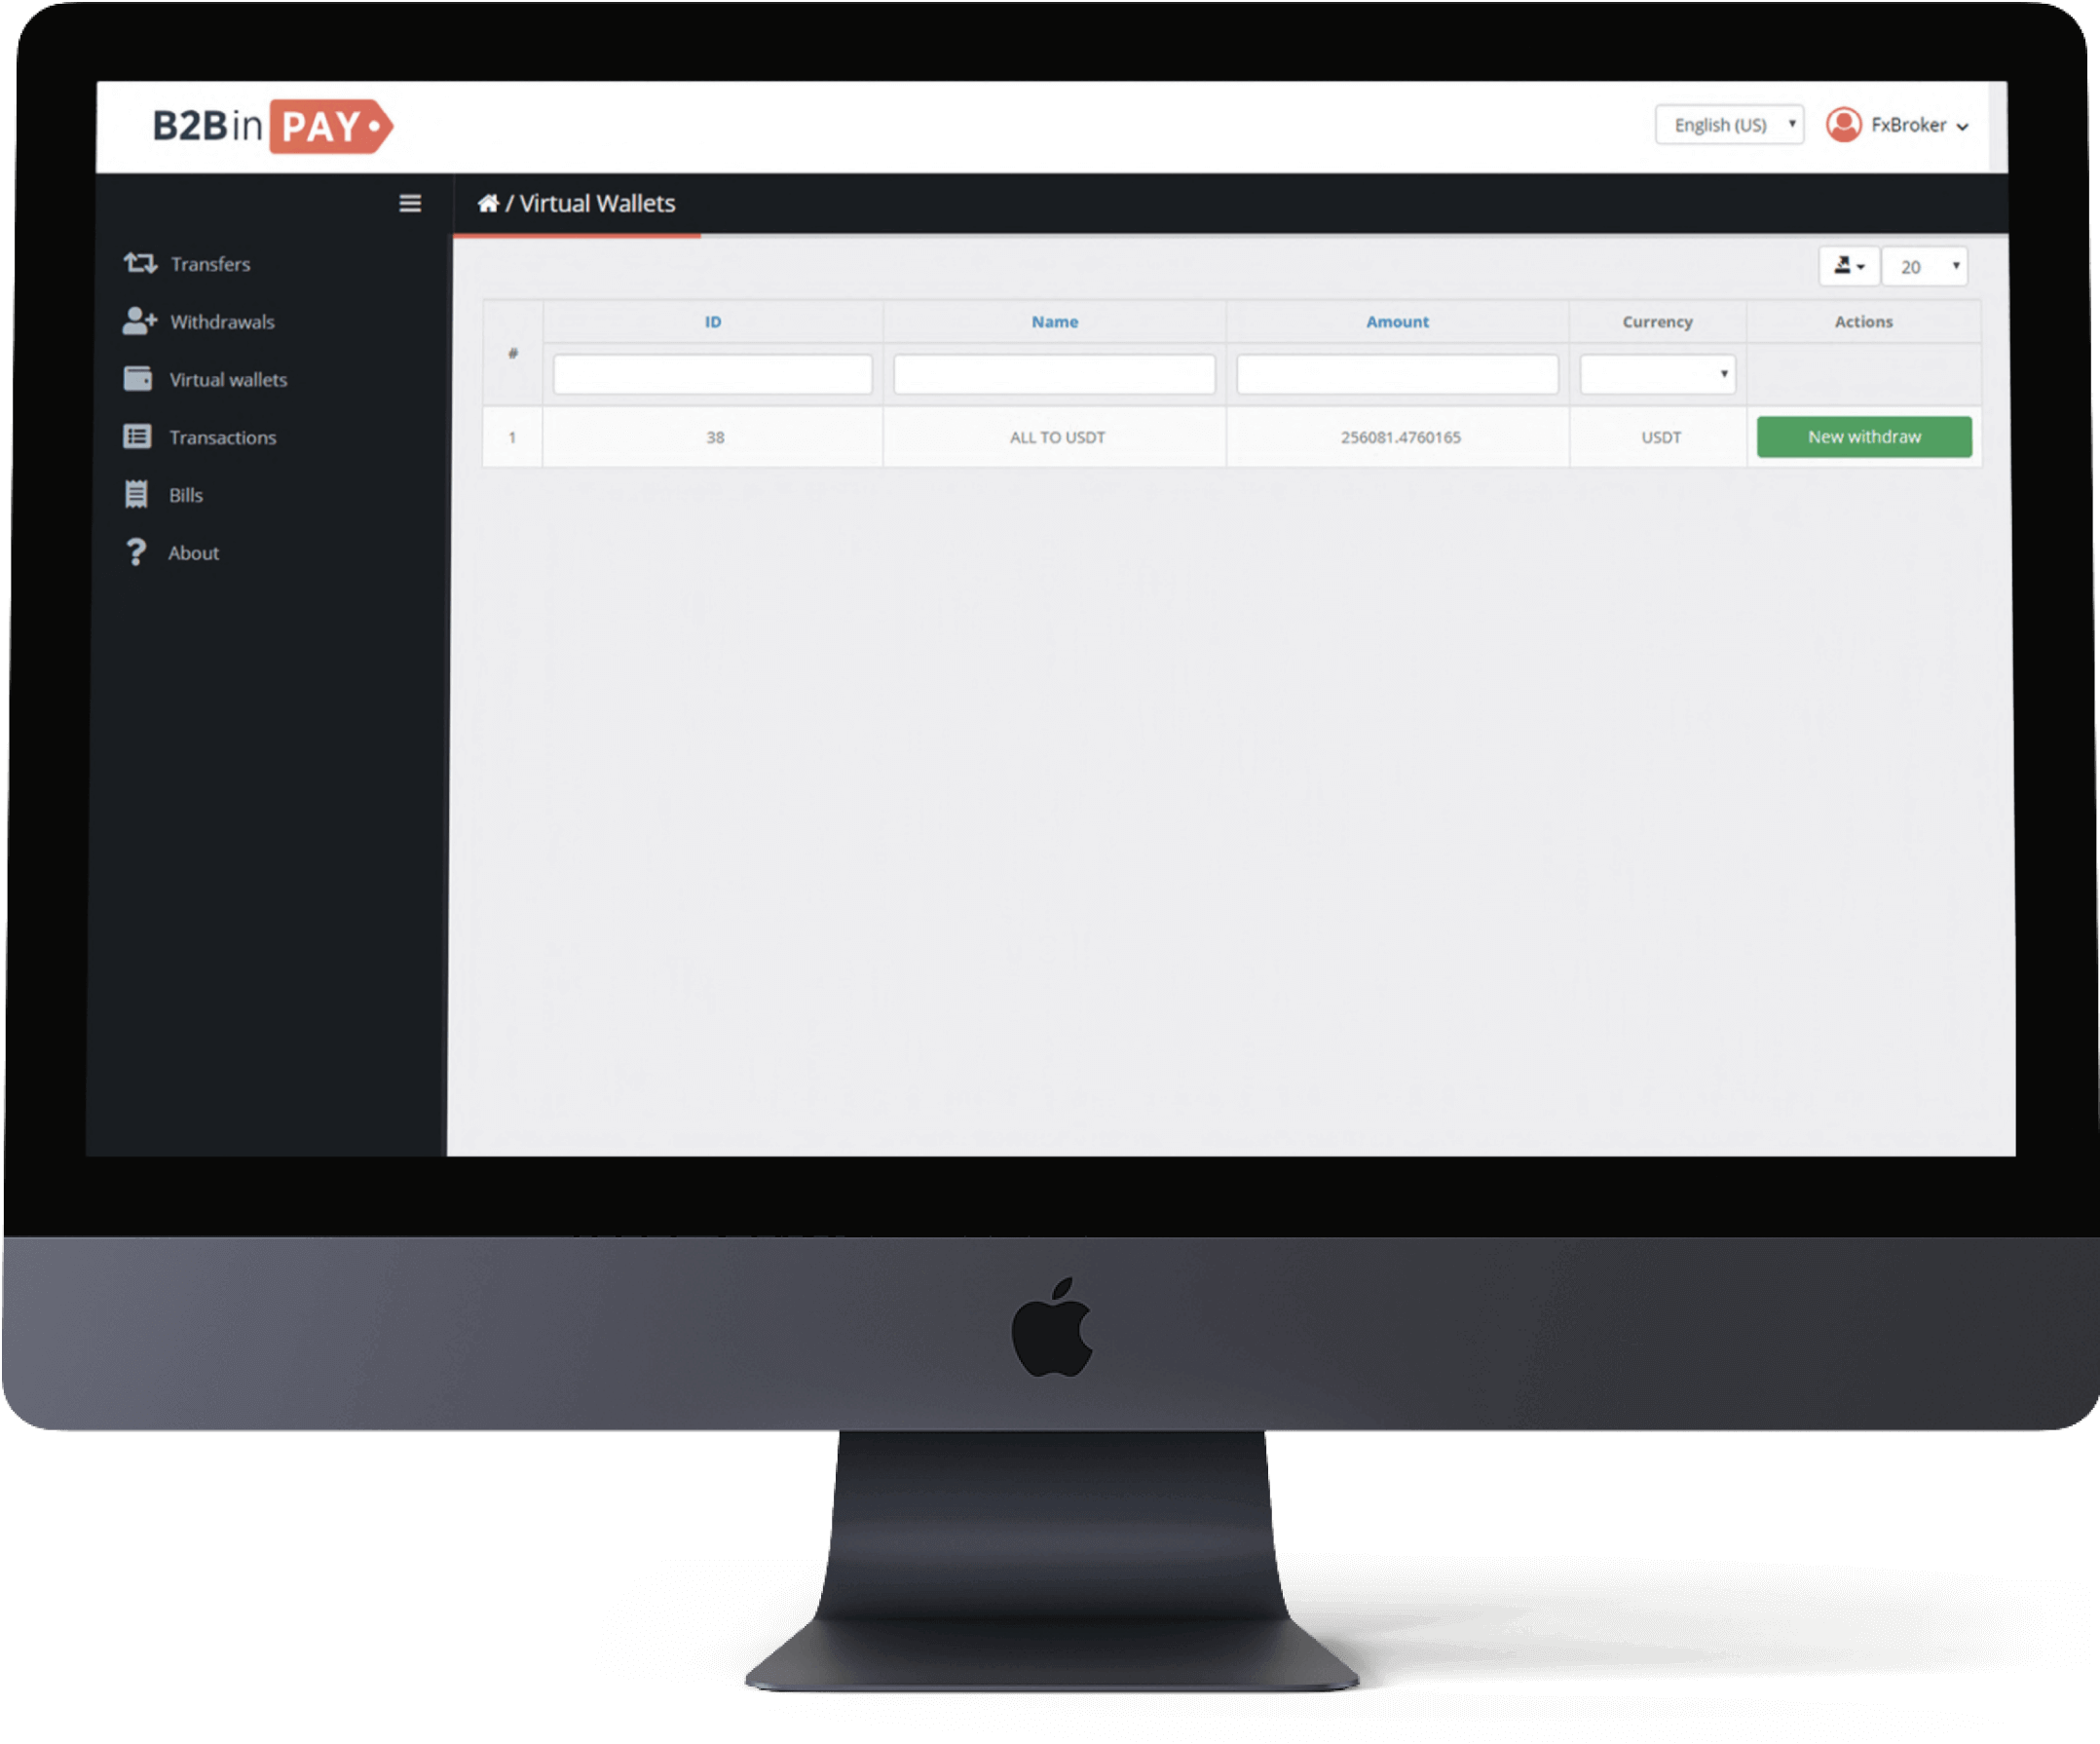 B2Bin PAY
English (US)
FxBroker
/ Virtual Wallets
Transfers
Withdrawals
Virtual wallets
Transactions
Bills
About
20
# ID Name Amount Currency Actions
1 38 ALL TO USDT 256081.4760165 USDT New withdraw